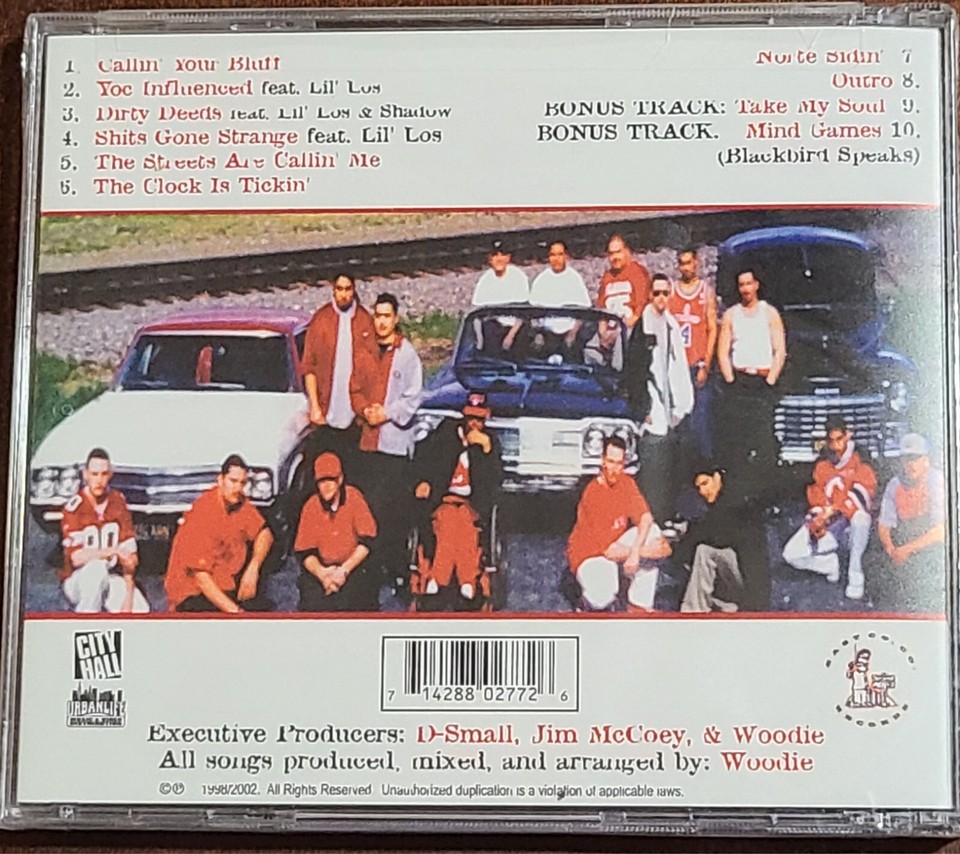 1. Callin' Your Bluff
2. Yoc Influenced feat. Lil' Los
3. Dirty Deeds feat. Lil' Los & Shadow
4. Shits Gone Strange feat. Lil' Los
5. The Streets Are Callin' Me
6. The Clock Is Tickin'
Norte Sidin' 7
Outro 8.
BONUS TRACK: Take My Soul 9.
BONUS TRACK. Mind Games 10.
(Blackbird Speaks)
CITY
HALL
URBANLIFE
EAST CO. CO.
RECORDS
7 14288 02772 6
Executive Producers: D-Small, Jim McCoey, & Woodie
All songs produced, mixed, and arranged by: Woodie
©℗ 1998/2002. All Rights Reserved Unauthorized duplication is a violation of applicable laws.